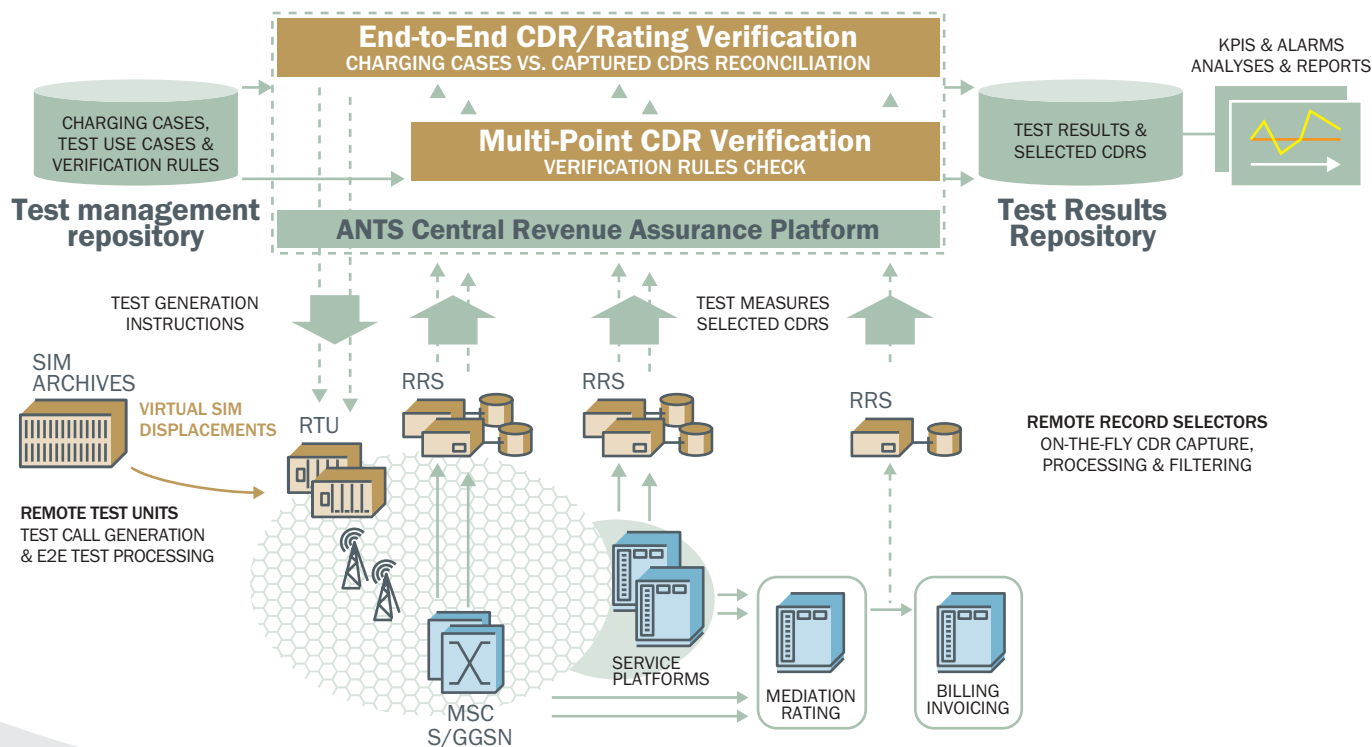 End-to-End CDR/Rating Verification
CHARGING CASES VS. CAPTURED CDRS RECONCILIATION
KPIS & ALARMS
ANALYSES & REPORTS
CHARGING CASES,
TEST USE CASES &
VERIFICATION RULES
Multi-Point CDR Verification
VERIFICATION RULES CHECK
TEST RESULTS &
SELECTED CDRS
Test management
repository
ANTS Central Revenue Assurance Platform
Test Results
Repository
TEST GENERATION
INSTRUCTIONS
TEST MEASURES
SELECTED CDRS
SIM
ARCHIVES
VIRTUAL SIM
DISPLACEMENTS
RTU
RRS
RRS
RRS
REMOTE RECORD SELECTORS
ON-THE-FLY CDR CAPTURE,
PROCESSING & FILTERING
REMOTE TEST UNITS
TEST CALL GENERATION
& E2E TEST PROCESSING
SERVICE
PLATFORMS
MSC
S/GGSN
MEDIATION
RATING
BILLING
INVOICING